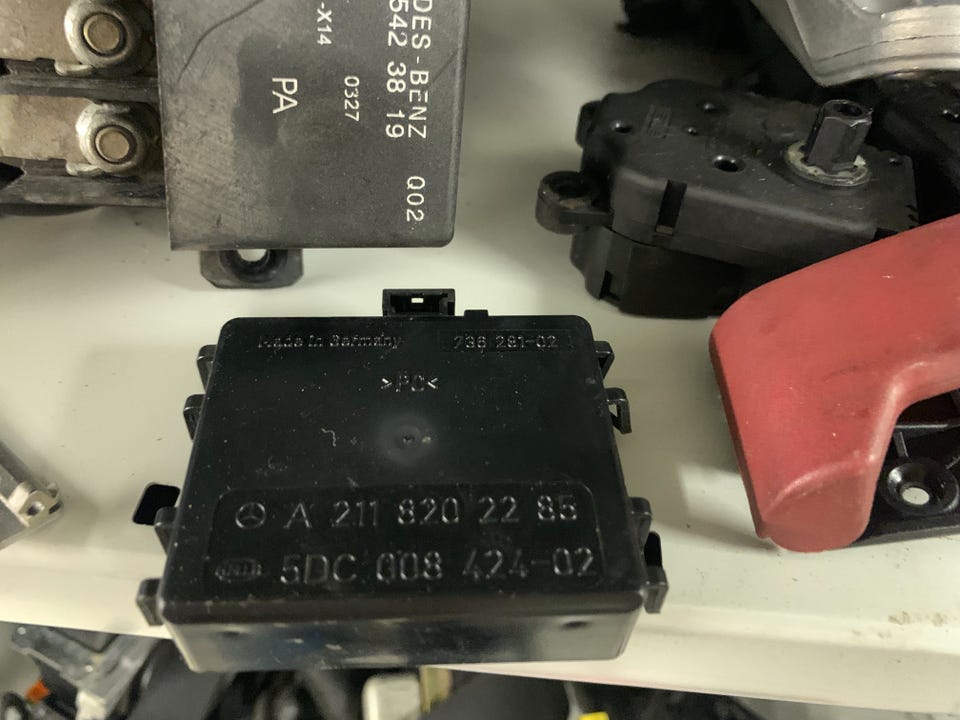 DES-BENZ Q02
542 38 19
0327
-X14
PA
Made in Germany 736 281-02
>PC<
A 211 820 22 85
HELLA 5DC 008 424-02